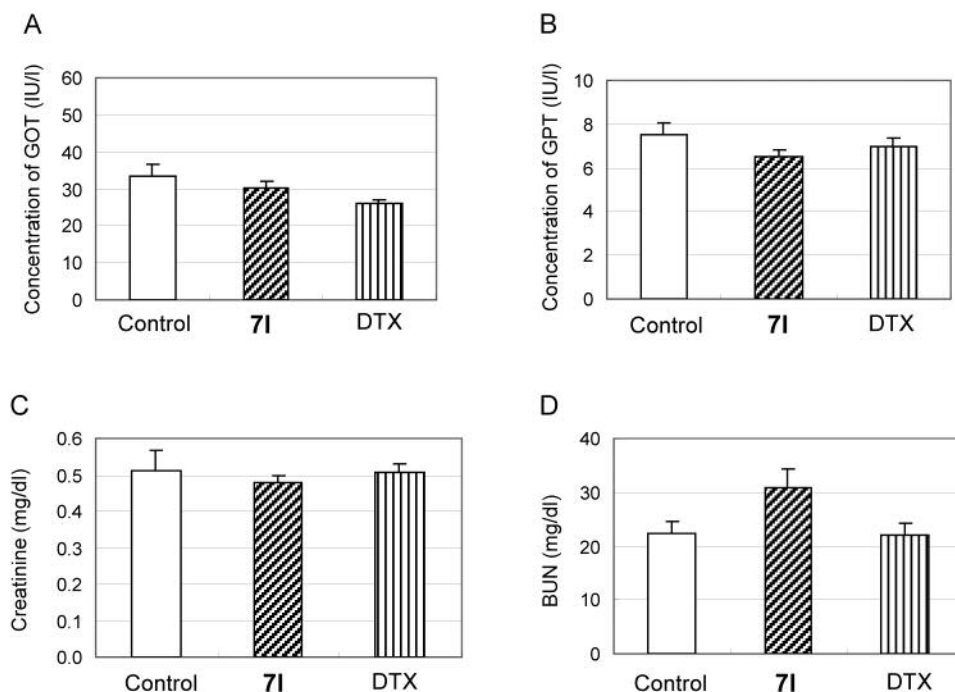 A
Concentration of GOT (IU/l)
60
50
40
30
20
10
0
Control 7l DTX
B
Concentration of GPT (IU/l)
10
8
6
4
2
0
Control 7l DTX
C
Creatinine (mg/dl)
0.6
0.5
0.4
0.3
0.2
0.1
0.0
Control 7l DTX
D
BUN (mg/dl)
40
30
20
10
0
Control 7l DTX